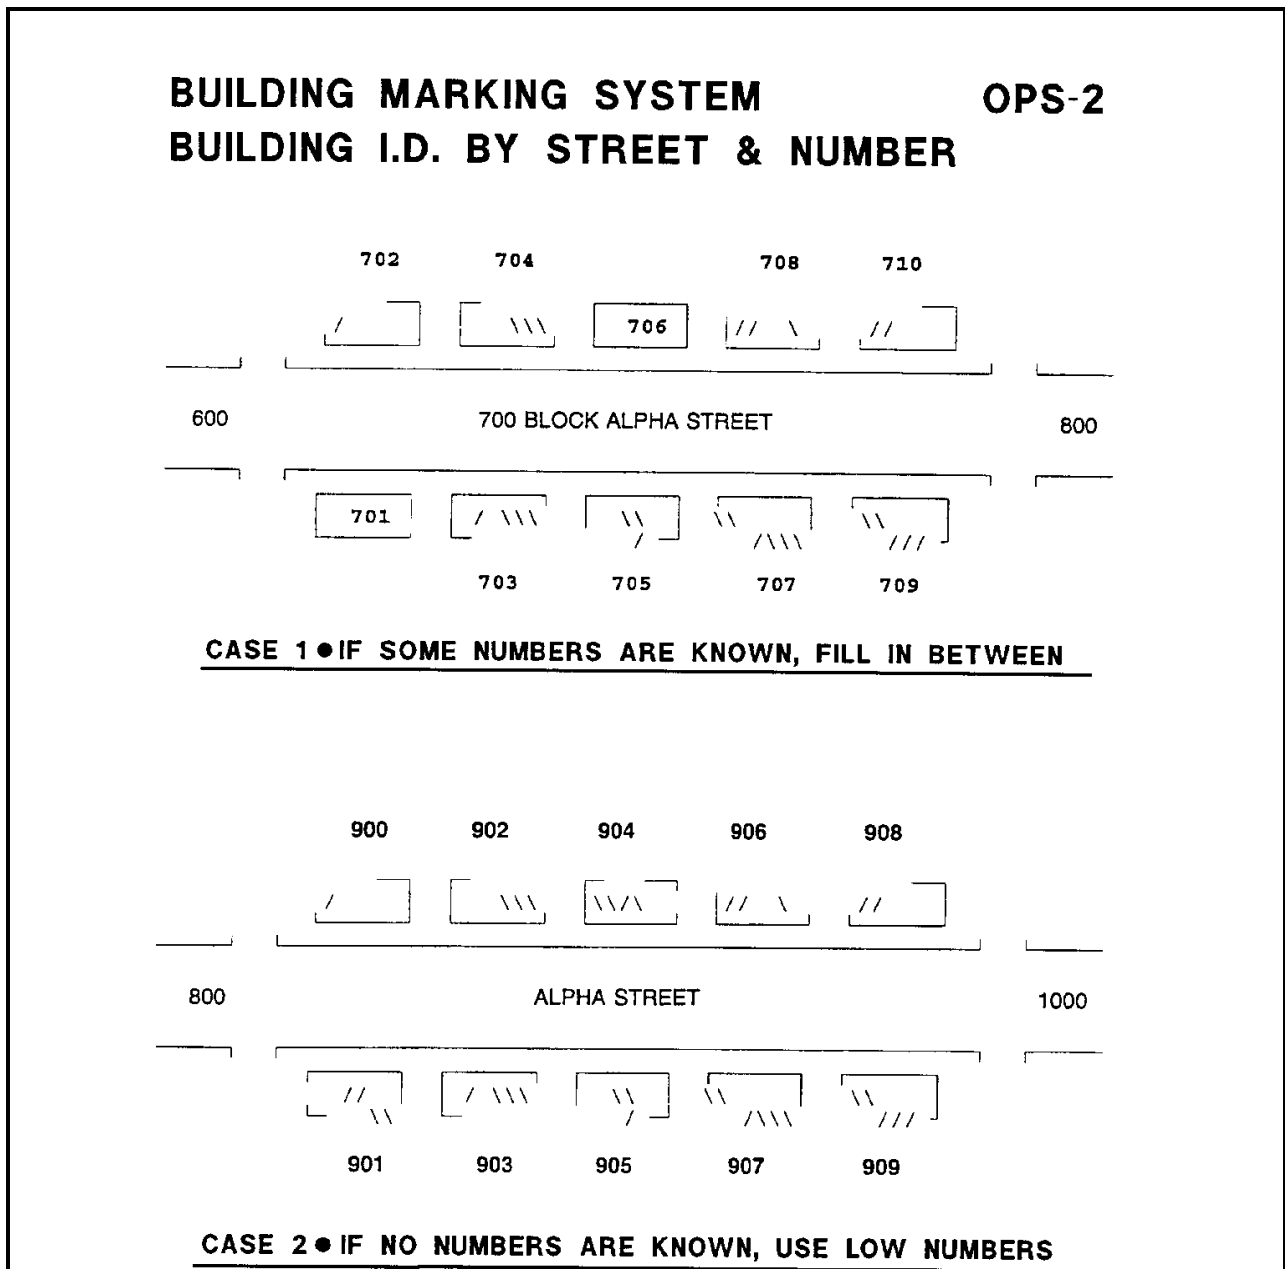 BUILDING MARKING SYSTEM OPS-2
BUILDING I.D. BY STREET & NUMBER
702 704 708 710
706
600 700 BLOCK ALPHA STREET 800
701
703 705 707 709
CASE 1 ● IF SOME NUMBERS ARE KNOWN, FILL IN BETWEEN
900 902 904 906 908
800 ALPHA STREET 1000
901 903 905 907 909
CASE 2 ● IF NO NUMBERS ARE KNOWN, USE LOW NUMBERS